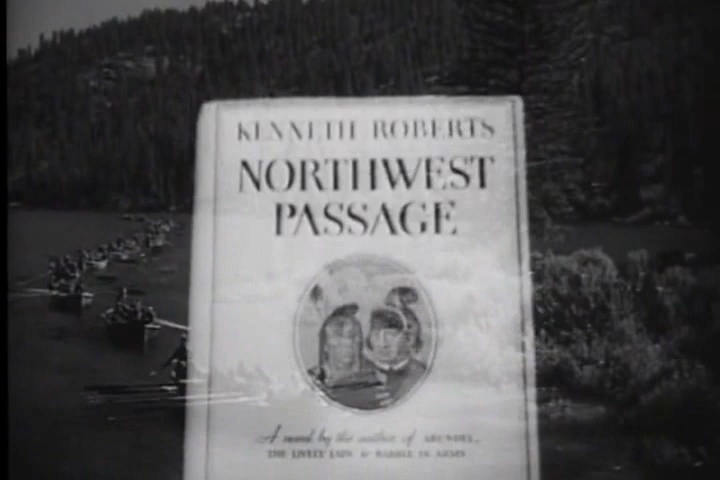 KENNETH ROBERTS
NORTHWEST
PASSAGE
A novel by the author of ARUNDEL,
THE LIVELY LADY & RABBLE IN ARMS